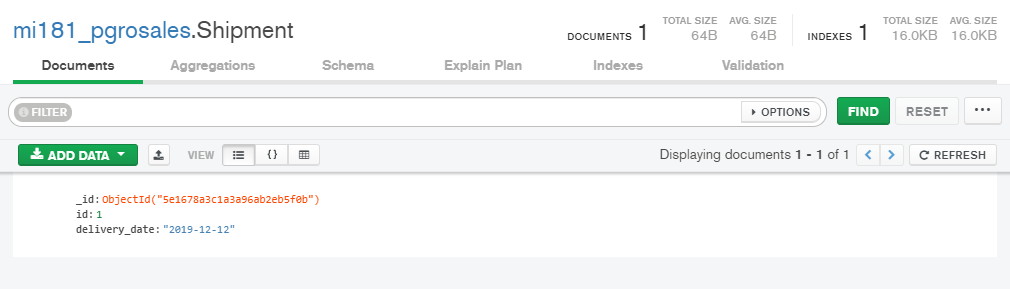 mi181_pgrosales.Shipment
DOCUMENTS 1 TOTAL SIZE 64B AVG. SIZE 64B INDEXES 1 TOTAL SIZE 16.0KB AVG. SIZE 16.0KB
Documents Aggregations Schema Explain Plan Indexes Validation
FILTER OPTIONS FIND RESET ...
ADD DATA VIEW {} Displaying documents 1 - 1 of 1 < > REFRESH
_id: ObjectId("5e1678a3c1a3a96ab2eb5f0b")
id: 1
delivery_date: "2019-12-12"